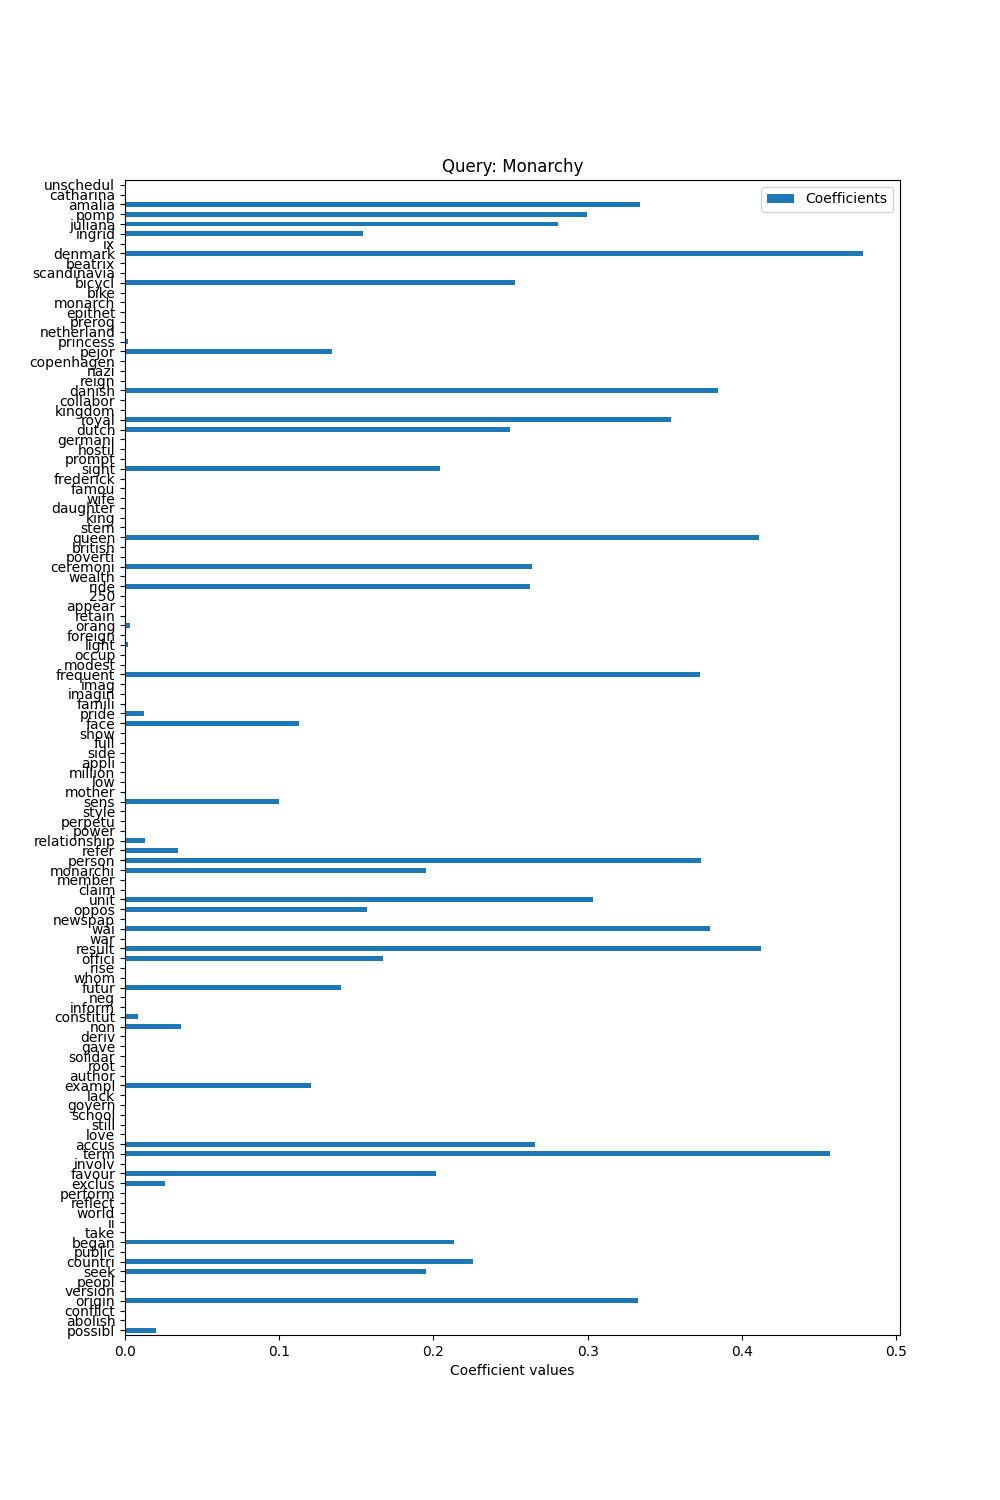 Query: Monarchy
Coefficients
unschedul
catharina
amalia
pomp
juliana
ingrid
ix
denmark
beatrix
scandinavia
bicycl
bike
monarch
epithet
prerog
netherland
princess
pejor
copenhagen
nazi
reign
danish
collabor
kingdom
royal
dutch
germani
hostil
prompt
sight
frederick
famou
wife
daughter
king
stem
queen
british
poverti
ceremoni
wealth
ride
250
appear
retain
orang
foreign
light
occup
modest
frequent
imag
imagin
famili
pride
face
show
full
side
appli
million
low
mother
sens
style
perpetu
power
relationship
refer
person
monarchi
member
claim
unit
oppos
newspap
wai
war
result
offici
rise
whom
futur
neg
inform
constitut
non
deriv
gave
solidar
root
author
exampl
lack
govern
school
still
love
accus
term
involv
favour
exclus
perform
reflect
world
ii
take
began
public
countri
seek
peopl
version
origin
conflict
abolish
possibl
0.0 0.1 0.2 0.3 0.4 0.5
Coefficient values